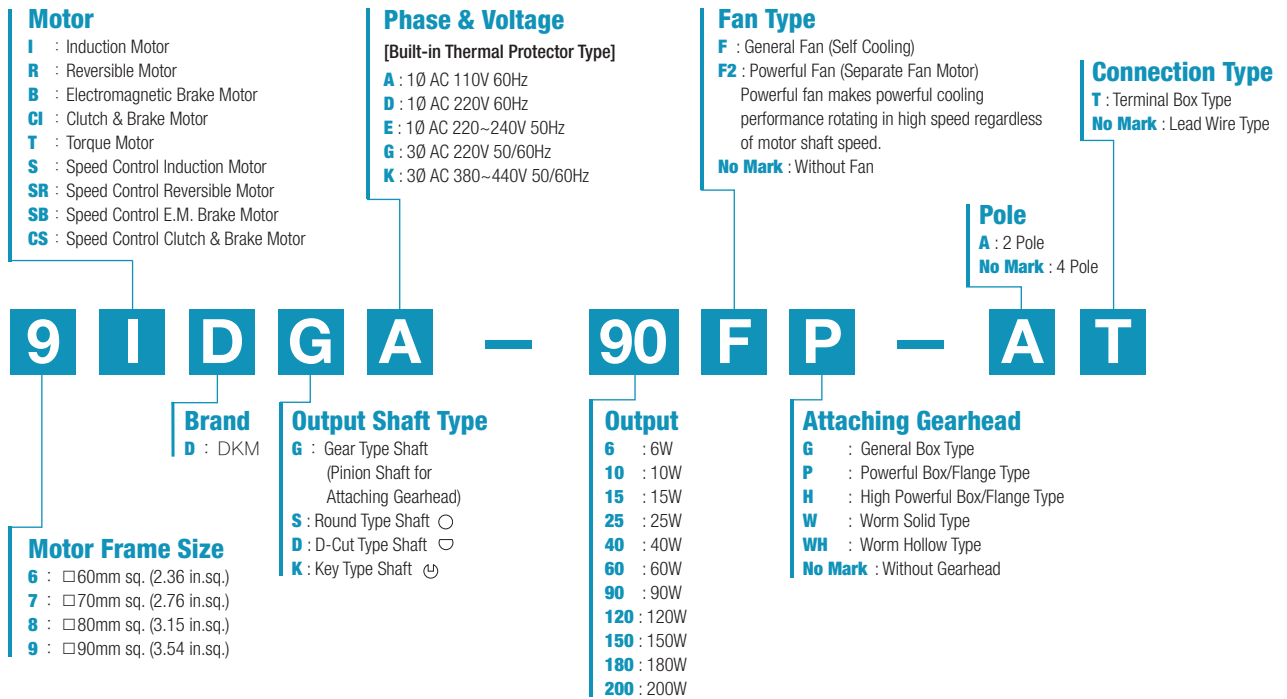 Motor
I : Induction Motor
R : Reversible Motor
B : Electromagnetic Brake Motor
CI : Clutch & Brake Motor
T : Torque Motor
S : Speed Control Induction Motor
SR : Speed Control Reversible Motor
SB : Speed Control E.M. Brake Motor
CS : Speed Control Clutch & Brake Motor
Phase & Voltage
[Built-in Thermal Protector Type]
A : 1Ø AC 110V 60Hz
D : 1Ø AC 220V 60Hz
E : 1Ø AC 220~240V 50Hz
G : 3Ø AC 220V 50/60Hz
K : 3Ø AC 380~440V 50/60Hz
Fan Type
F : General Fan (Self Cooling)
F2 : Powerful Fan (Separate Fan Motor)
Powerful fan makes powerful cooling
performance rotating in high speed regardless
of motor shaft speed.
No Mark : Without Fan
Connection Type
T : Terminal Box Type
No Mark : Lead Wire Type
Pole
A : 2 Pole
No Mark : 4 Pole
9 I D G A – 90 F P – A T
Motor Frame Size
6 : □60mm sq. (2.36 in.sq.)
7 : □70mm sq. (2.76 in.sq.)
8 : □80mm sq. (3.15 in.sq.)
9 : □90mm sq. (3.54 in.sq.)
Brand
D : DKM
Output Shaft Type
G : Gear Type Shaft
(Pinion Shaft for
Attaching Gearhead)
S : Round Type Shaft
D : D-Cut Type Shaft
K : Key Type Shaft
Output
6 : 6W
10 : 10W
15 : 15W
25 : 25W
40 : 40W
60 : 60W
90 : 90W
120 : 120W
150 : 150W
180 : 180W
200 : 200W
Attaching Gearhead
G : General Box Type
P : Powerful Box/Flange Type
H : High Powerful Box/Flange Type
W : Worm Solid Type
WH : Worm Hollow Type
No Mark : Without Gearhead